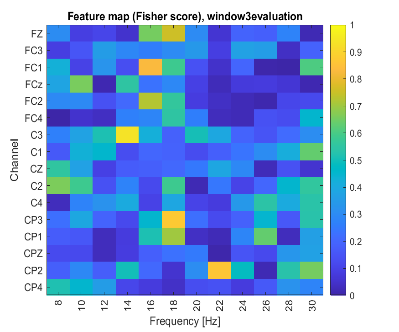 Feature map (Fisher score), window3evaluation
FZ
FC3
FC1
FCz
FC2
FC4
C3
C1
CZ
C2
C4
CP3
CP1
CPZ
CP2
CP4
Channel
8 10 12 14 16 18 20 22 24 26 28 30
Frequency [Hz]
1
0.9
0.8
0.7
0.6
0.5
0.4
0.3
0.2
0.1
0